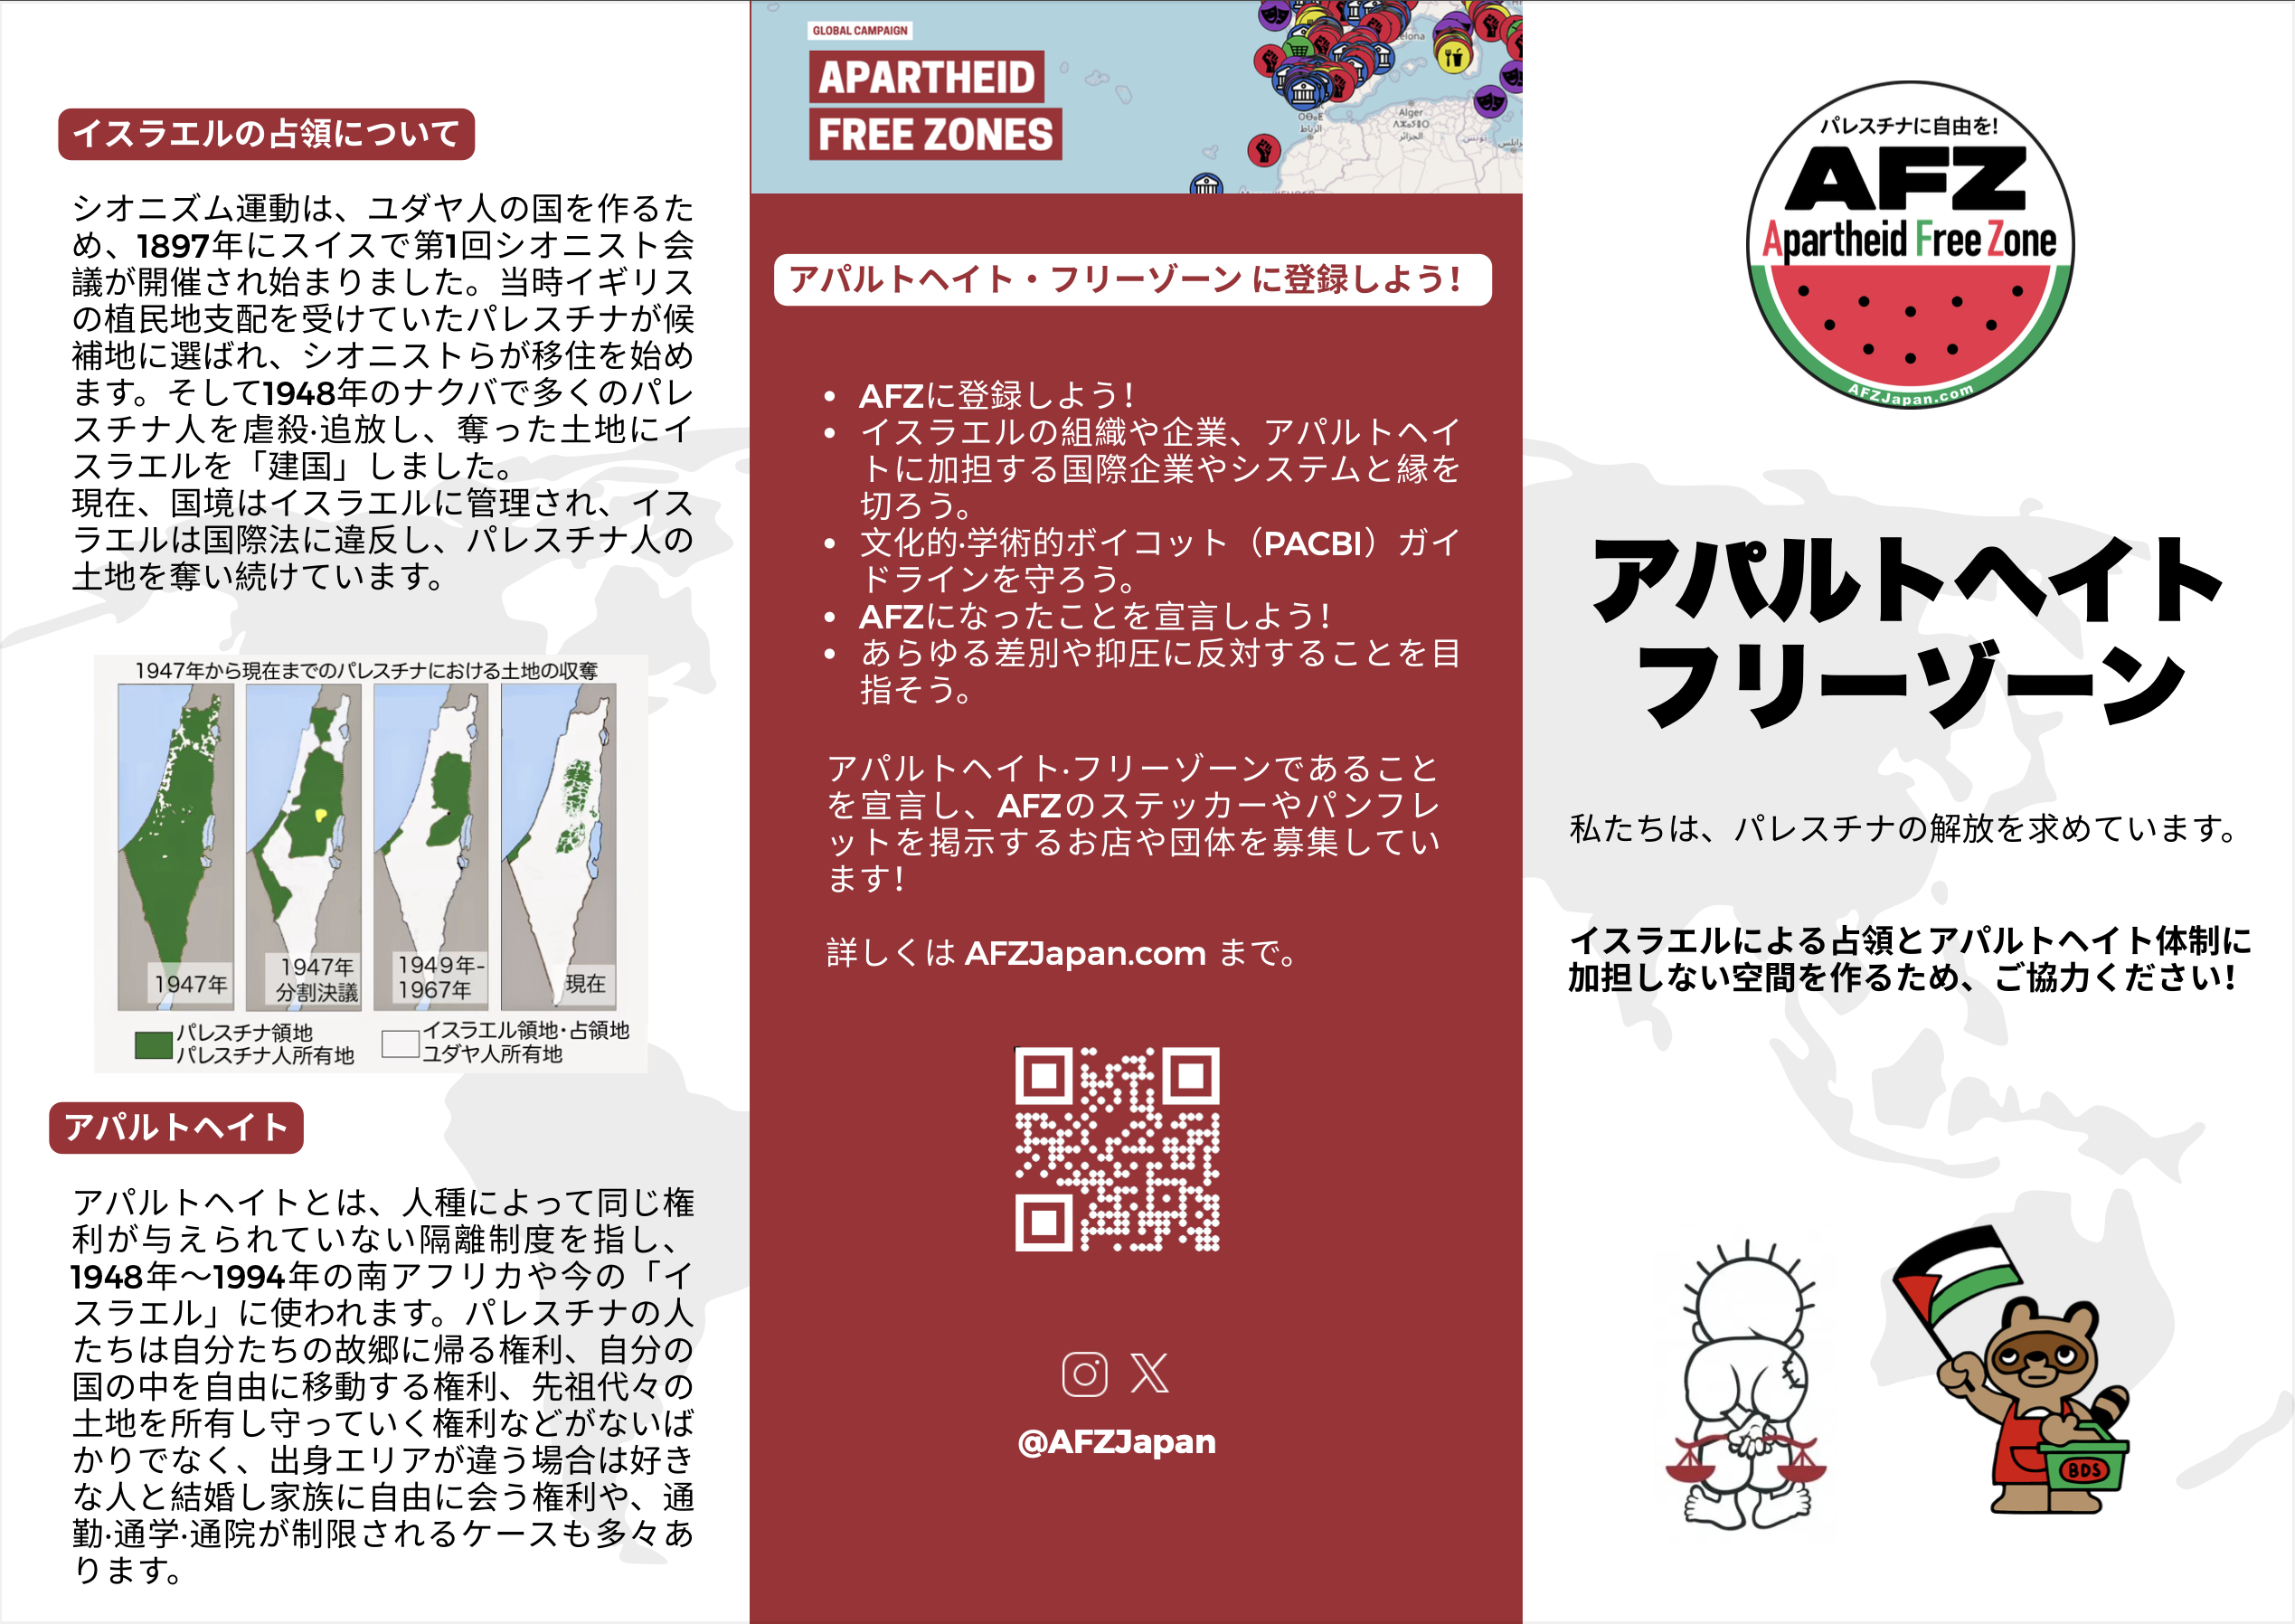 イスラエルの占領について
シオニズム運動は、ユダヤ人の国を作るた
め、1897年にスイスで第1回シオニスト会
議が開催され始まりました。当時イギリス
の植民地支配を受けていたパレスチナが候
補地に選ばれ、シオニストらが移住を始め
ます。そして1948年のナクバで多くのパレ
スチナ人を虐殺·追放し、奪った土地にイ
スラエルを「建国」しました。
現在、国境はイスラエルに管理され、イス
ラエルは国際法に違反し、パレスチナ人の
土地を奪い続けています。
1947年から現在までのパレスチナにおける土地の収奪
1947年
1947年
分割決議
1949年-
1967年
現在
パレスチナ領地
パレスチナ人所有地
イスラエル領地・占領地
ユダヤ人所有地
アパルトヘイト
アパルトヘイトとは、人種によって同じ権
利が与えられていない隔離制度を指し、
1948年〜1994年の南アフリカや今の「イ
スラエル」に使われます。パレスチナの人
たちは自分たちの故郷に帰る権利、自分の
国の中を自由に移動する権利、先祖代々の
土地を所有し守っていく権利などがないば
かりでなく、出身エリアが違う場合は好き
な人と結婚し家族に自由に会う権利や、通
勤·通学·通院が制限されるケースも多々あ
ります。
GLOBAL CAMPAIGN
APARTHEID
FREE ZONES
elona
الرباط
Alger
الجزائر
تونس
アパルトヘイト・フリーゾーン に登録しよう！
• AFZに登録しよう！
• イスラエルの組織や企業、アパルトヘイ
トに加担する国際企業やシステムと縁を
切ろう。
• 文化的·学術的ボイコット（PACBI）ガイ
ドラインを守ろう。
• AFZになったことを宣言しよう！
• あらゆる差別や抑圧に反対することを目
指そう。
アパルトヘイト·フリーゾーンであること
を宣言し、AFZのステッカーやパンフレ
ットを掲示するお店や団体を募集してい
ます！
詳しくは AFZJapan.com まで。
@AFZJapan
パレスチナに自由を!
AFZ
Apartheid Free Zone
AFZJapan.com
アパルトヘイト
フリーゾーン
私たちは、パレスチナの解放を求めています。
イスラエルによる占領とアパルトヘイト体制に
加担しない空間を作るため、ご協力ください！
BDS